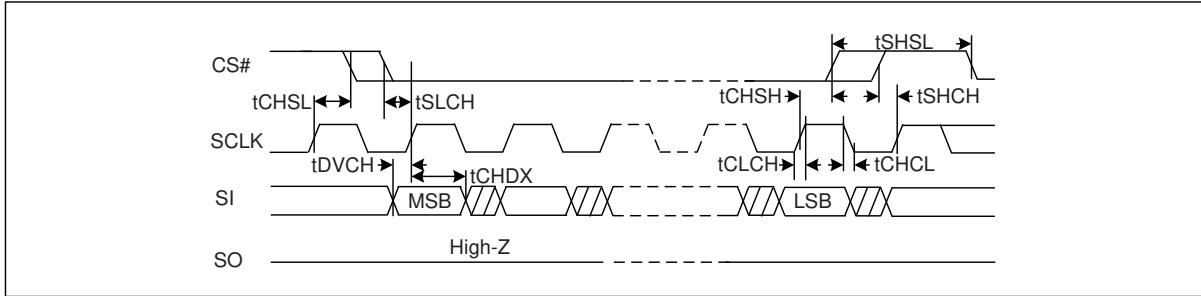 tSHSL
CS#
tCHSL
tSLCH
tCHSH
tSHCH
SCLK
tDVCH
tCHDX
tCLCH
tCHCL
SI
MSB
LSB
High-Z
SO